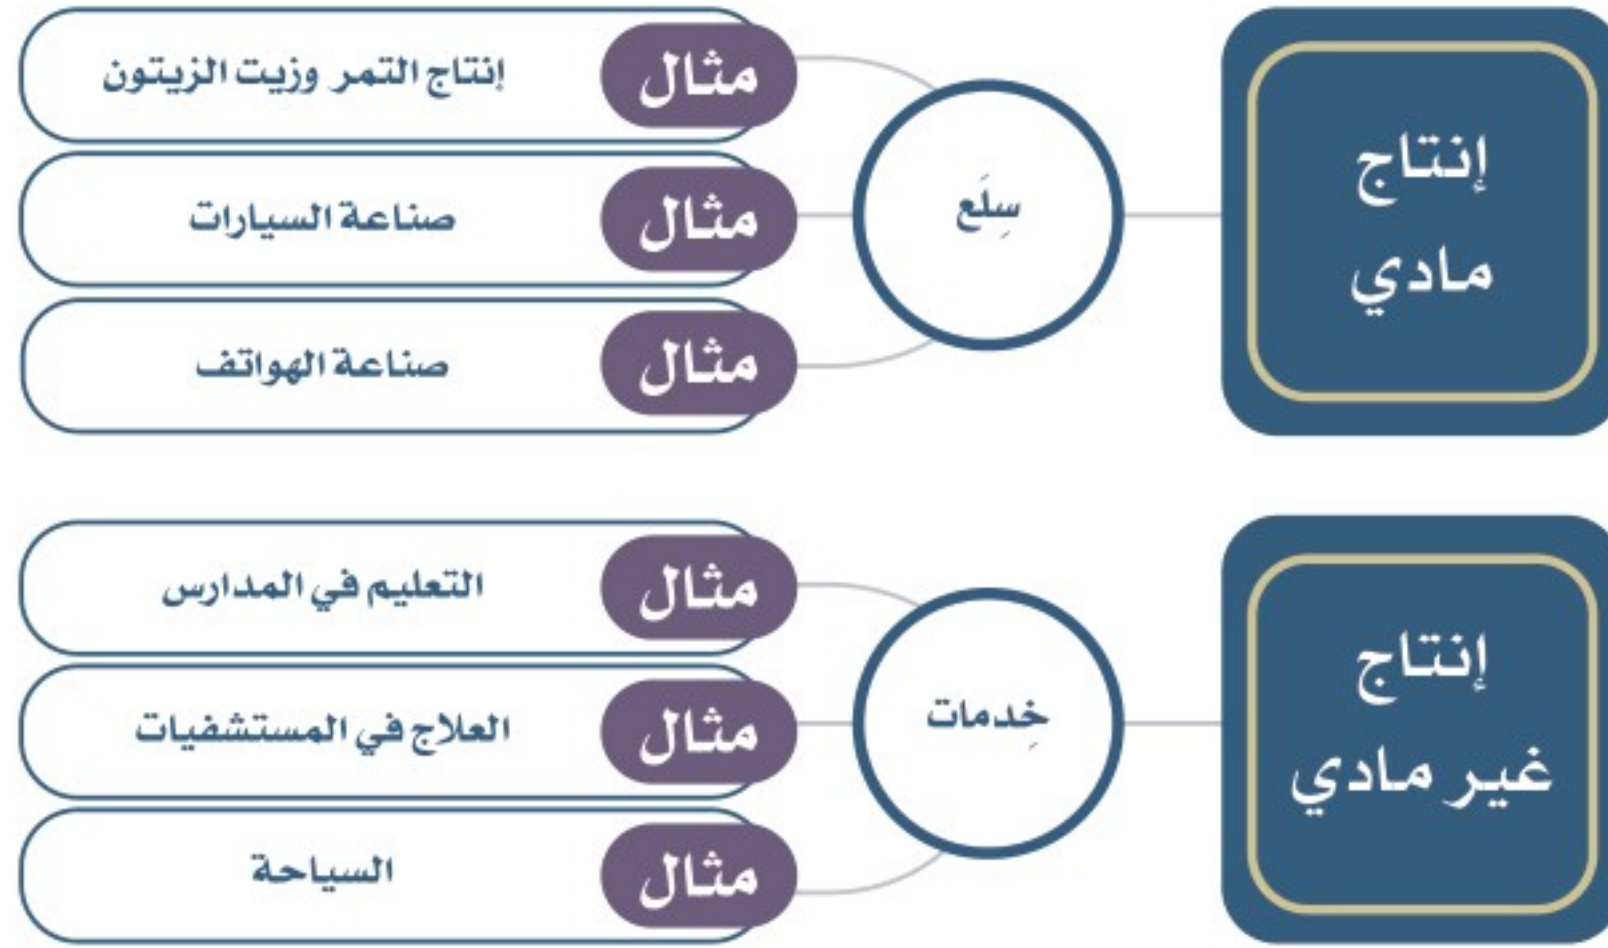 إنتاج
مادي
سِلَع
مثال
إنتاج التمر وزيت الزيتون
مثال
صناعة السيارات
مثال
صناعة الهواتف
إنتاج
غير مادي
خِدمات
مثال
التعليم في المدارس
مثال
العلاج في المستشفيات
مثال
السياحة